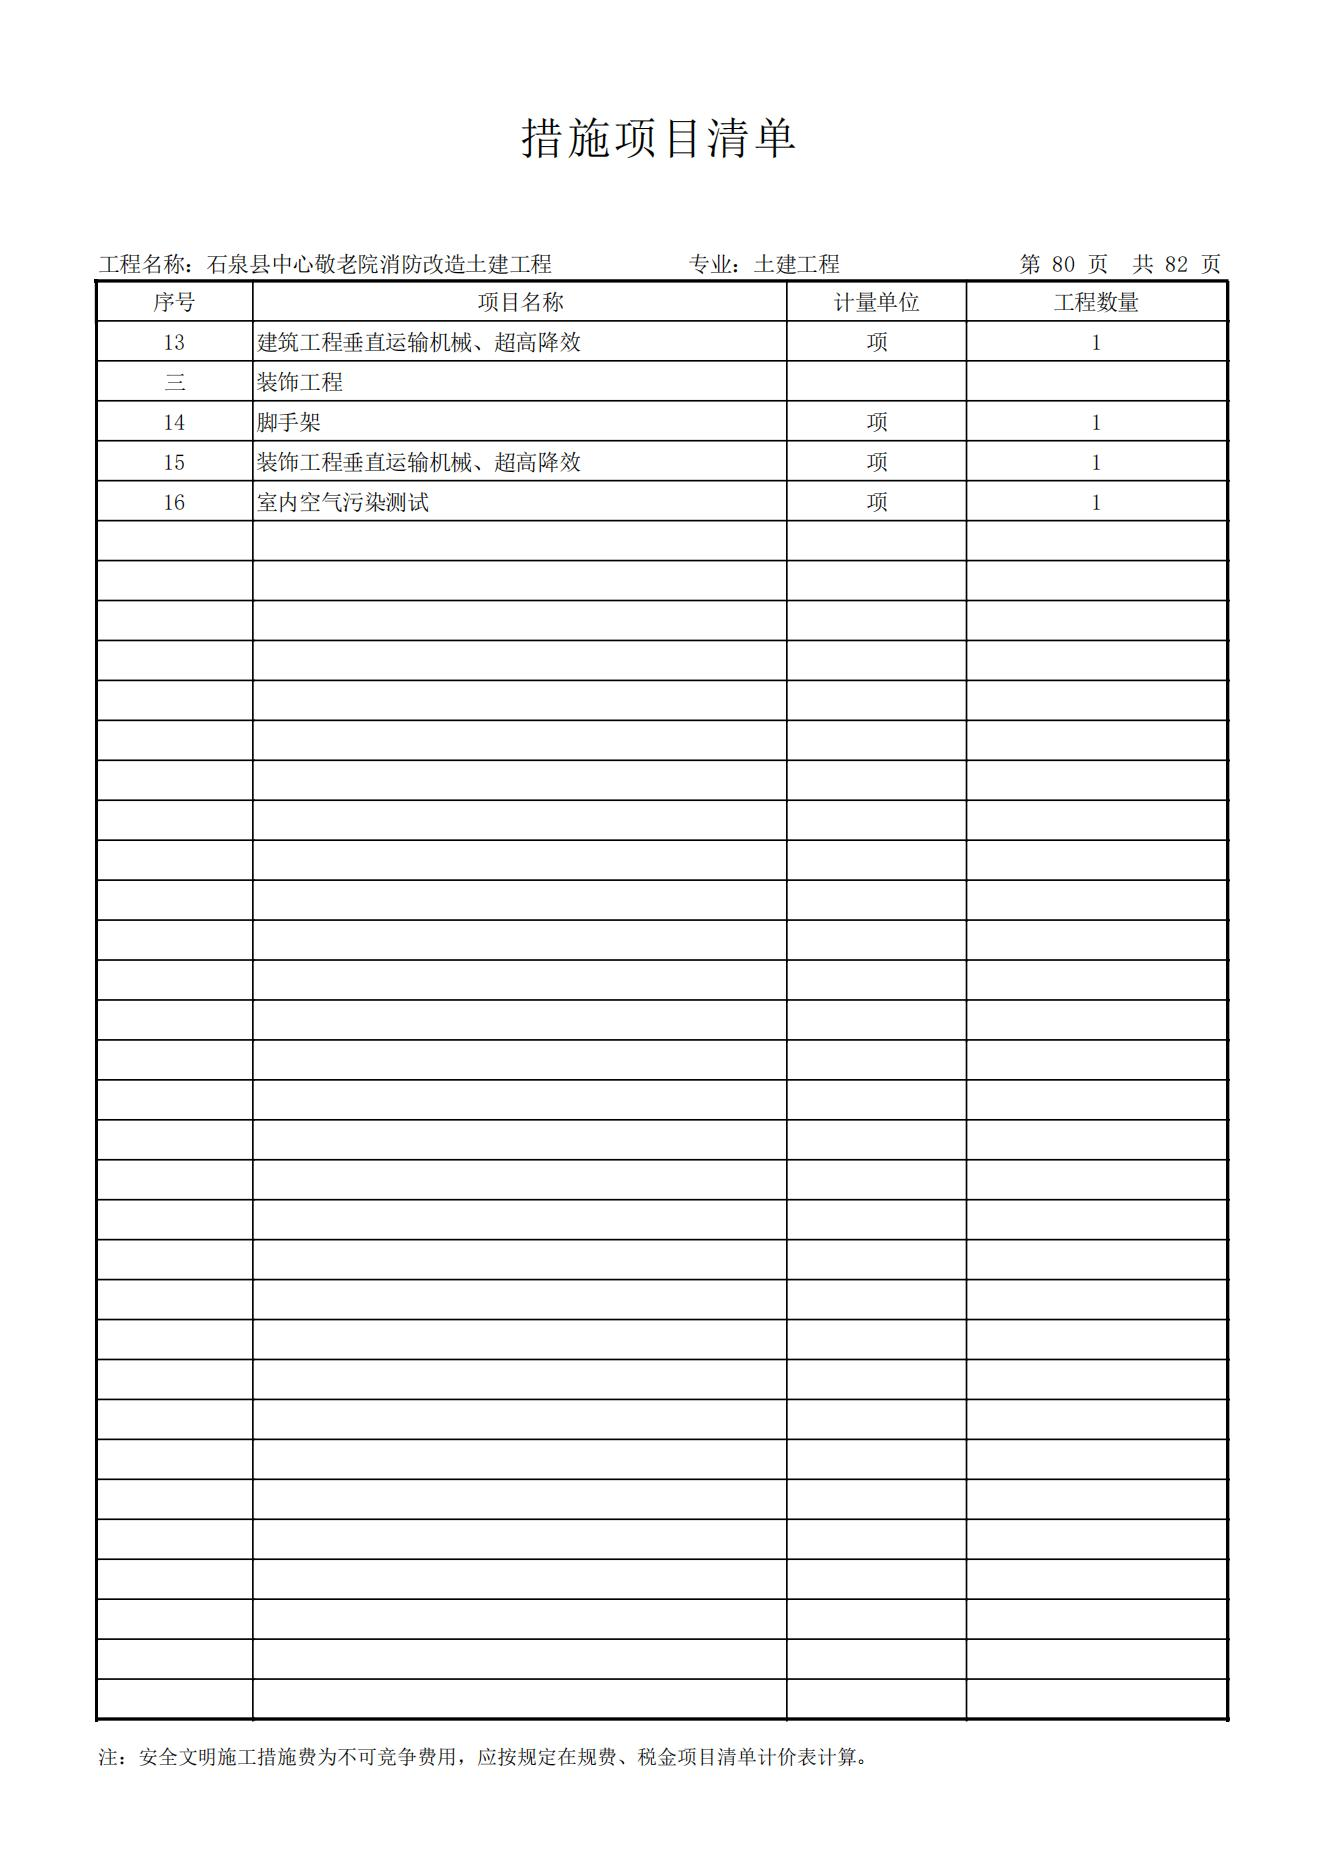 措施项目清单
工程名称：石泉县中心敬老院消防改造土建工程 专业：土建工程 第 80 页 共 82 页
序号 项目名称 计量单位 工程数量
13 建筑工程垂直运输机械、超高降效 项 1
三 装饰工程
14 脚手架 项 1
15 装饰工程垂直运输机械、超高降效 项 1
16 室内空气污染测试 项 1
注：安全文明施工措施费为不可竞争费用，应按规定在规费、税金项目清单计价表计算。